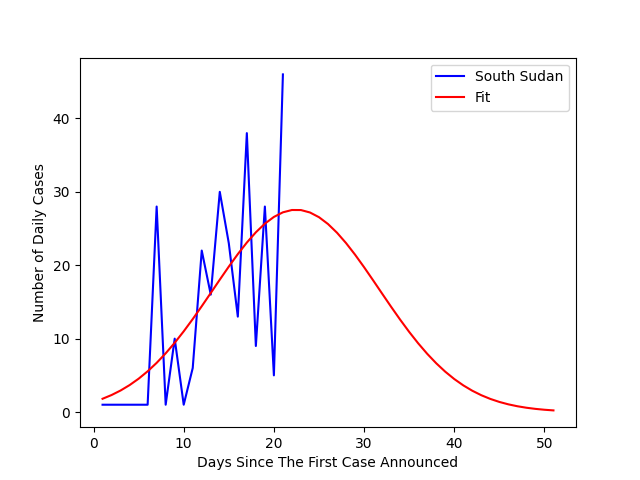 South Sudan
Fit
Number of Daily Cases
40
30
20
10
0
0 10 20 30 40 50
Days Since The First Case Announced